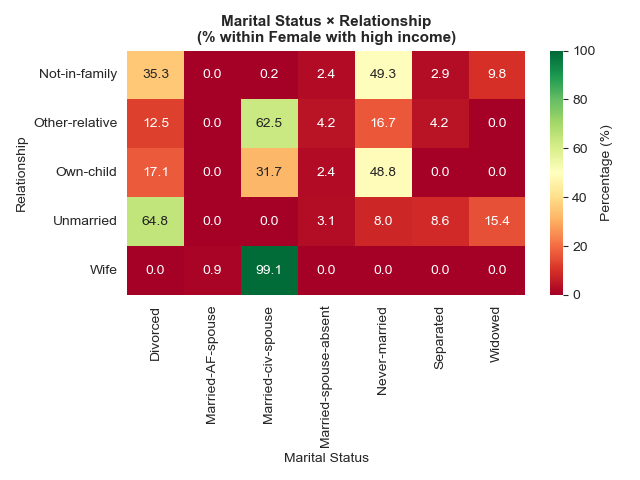 Marital Status × Relationship
(% within Female with high income)
Not-in-family 35.3 0.0 0.2 2.4 49.3 2.9 9.8
Other-relative 12.5 0.0 62.5 4.2 16.7 4.2 0.0
Own-child 17.1 0.0 31.7 2.4 48.8 0.0 0.0
Unmarried 64.8 0.0 0.0 3.1 8.0 8.6 15.4
Wife 0.0 0.9 99.1 0.0 0.0 0.0 0.0
Relationship
Divorced
Married-AF-spouse
Married-civ-spouse
Married-spouse-absent
Never-married
Separated
Widowed
Marital Status
100
80
60
40
20
0
Percentage (%)